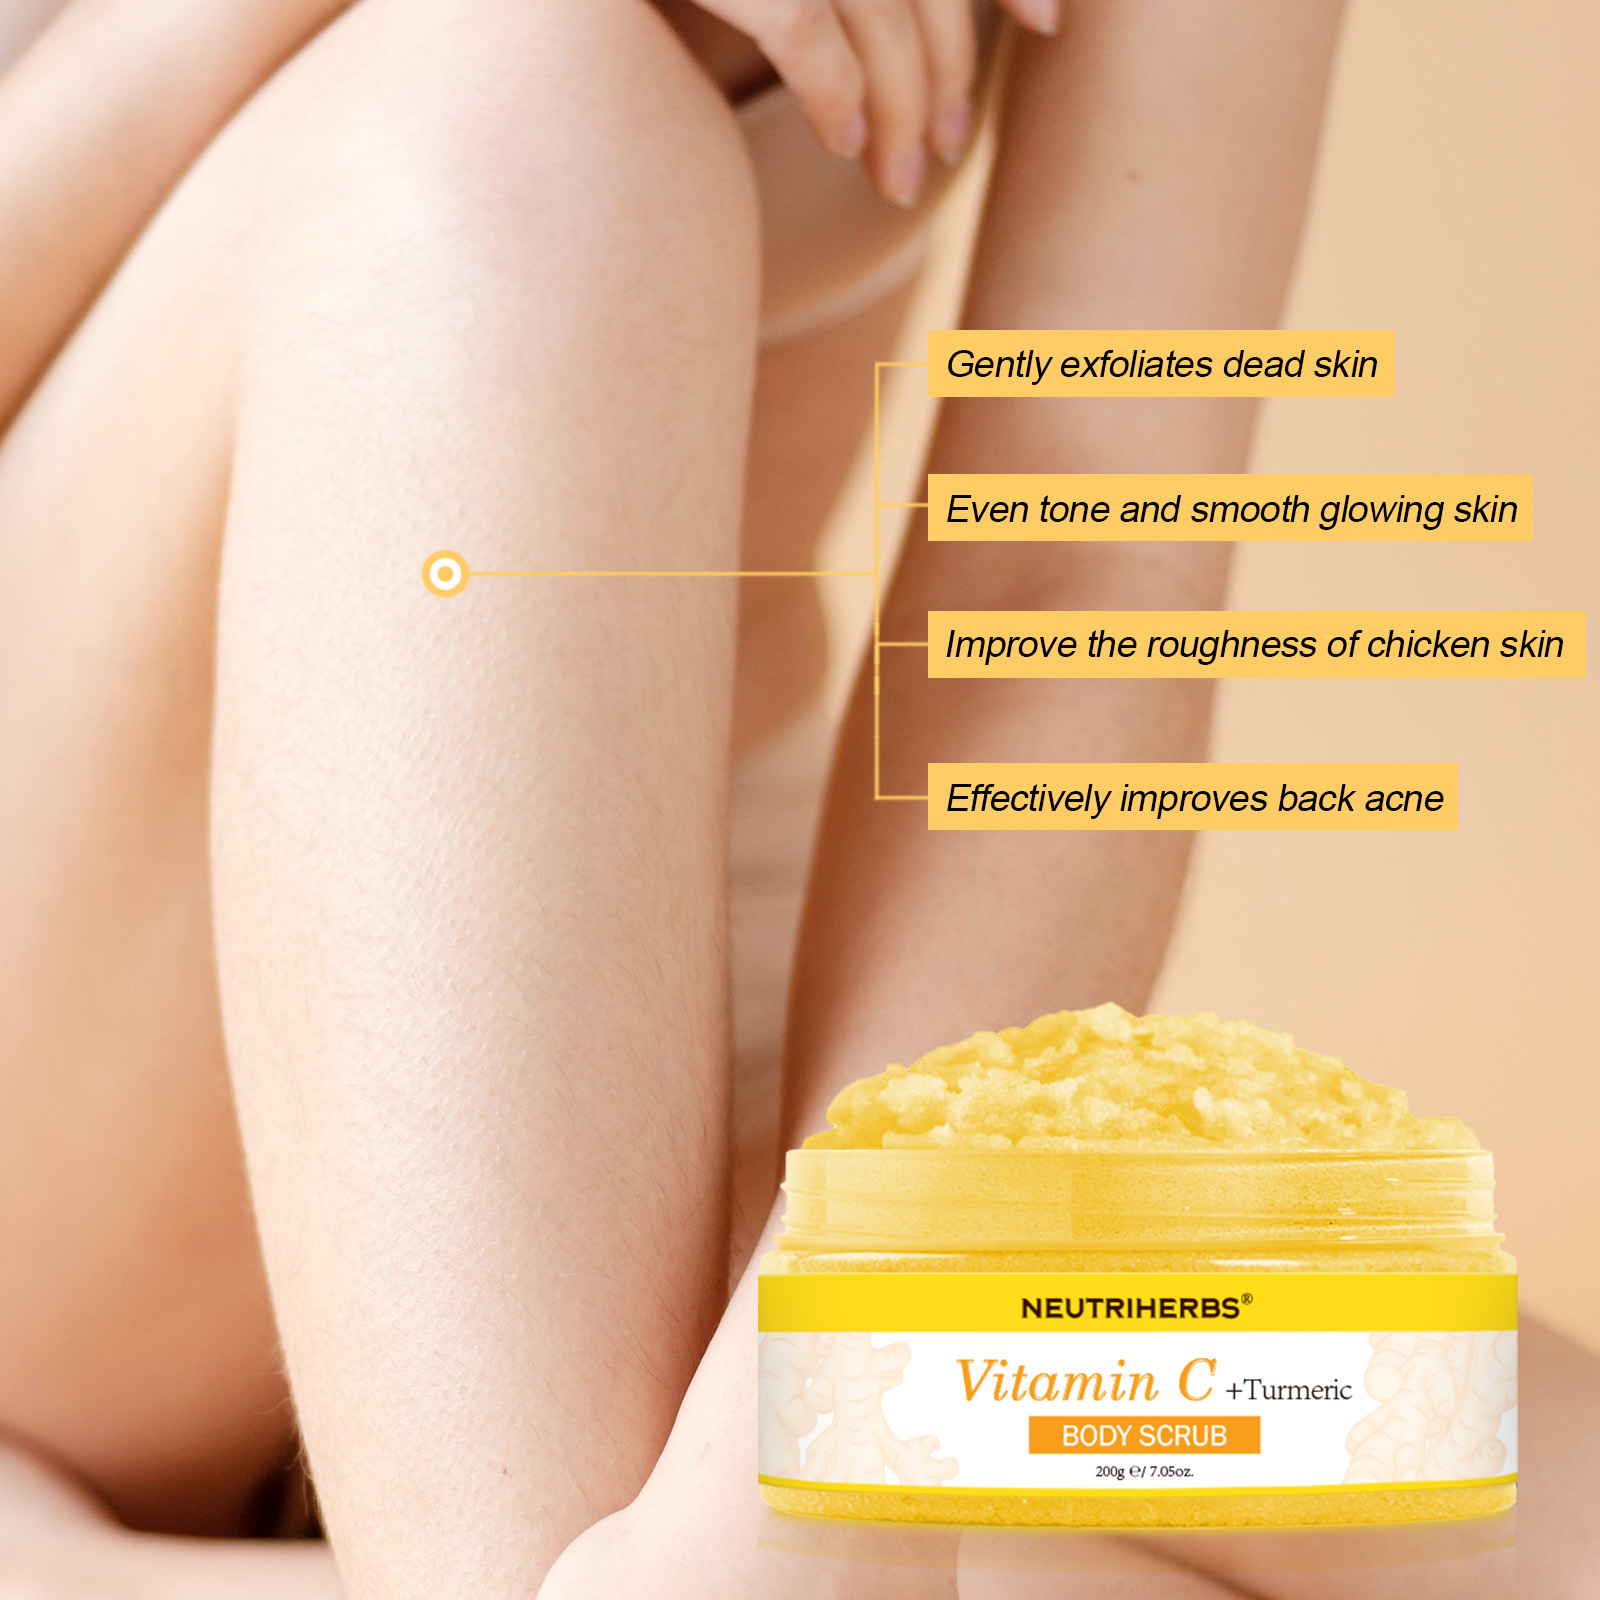 Gently exfoliates dead skin
Even tone and smooth glowing skin
Improve the roughness of chicken skin
Effectively improves back acne
NEUTRIHERBS®
Vitamin C +Turmeric
BODY SCRUB
200g ℮/ 7.05oz.